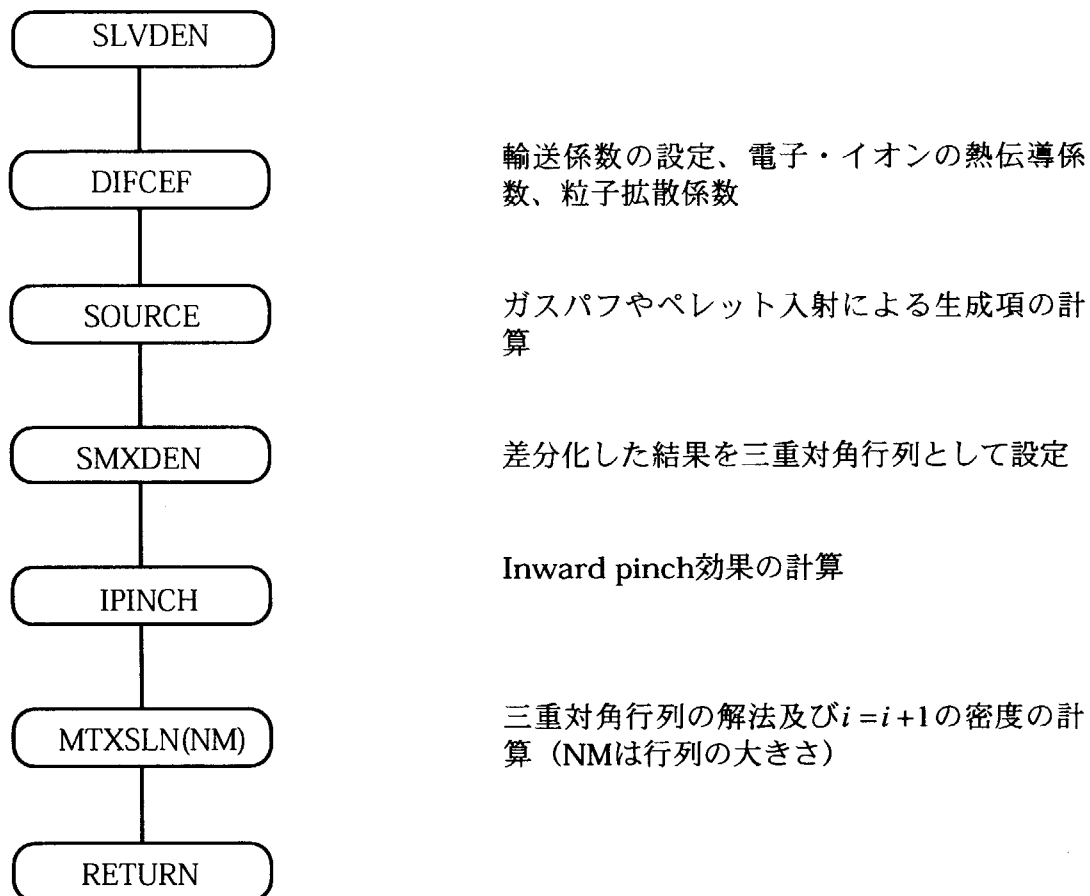 SLVDEN
DIFCEF
輸送係数の設定、電子・イオンの熱伝導係
数、粒子拡散係数
SOURCE
ガスパフやペレット入射による生成項の計
算
SMXDEN
差分化した結果を三重対角行列として設定
IPINCH
Inward pinch効果の計算
MTXSLN(NM)
三重対角行列の解法及びi=i+1の密度の計
算（NMは行列の大きさ）
RETURN